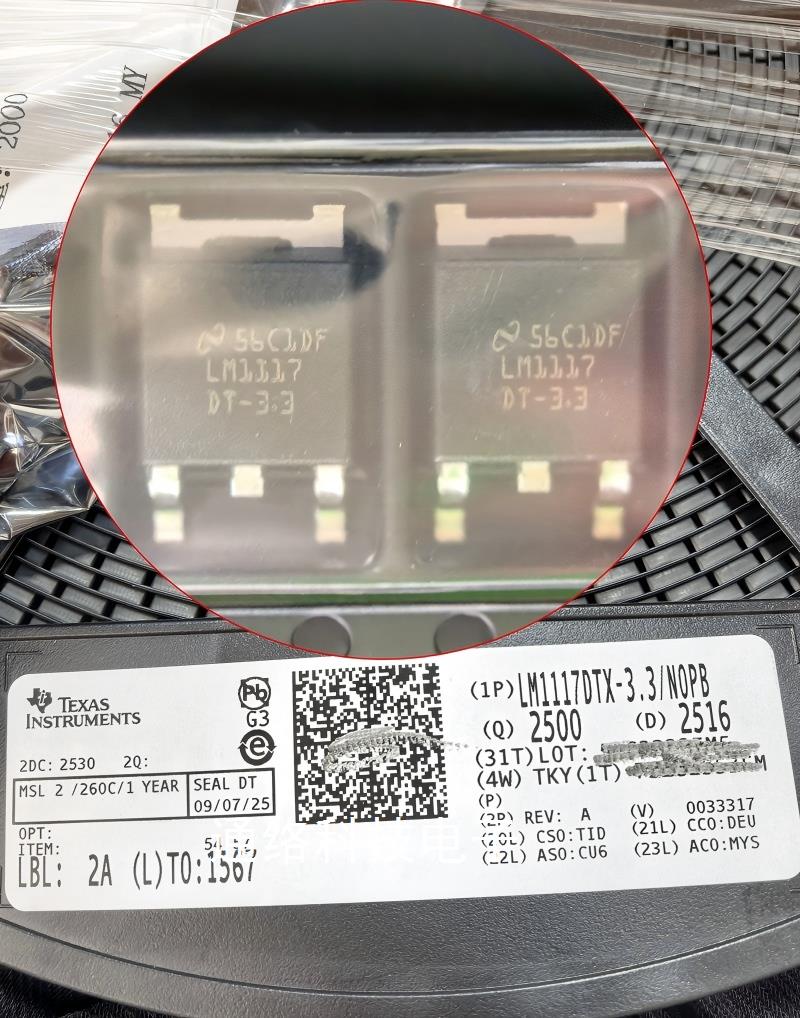 2000
MY
56C1DF
LM1117
DT-3.3
56C1DF
LM1117
DT-3.3
TEXAS
INSTRUMENTS
Pb
G3
e
2DC: 2530 2Q:
MSL 2 /260C/1 YEAR
SEAL DT
09/07/25
OPT:
ITEM:
LBL: 2A (L)TO:1567
(1P)LM1117DTX-3.3/NOPB
(Q) 2500 (D) 2516
(31T)LOT:
(4W) TKY(1T)
(P)
(2P) REV: A (V) 0033317
(20L) CSO:TID (21L) CCO:DEU
(22L) ASO:CU6 (23L) ACO:MYS